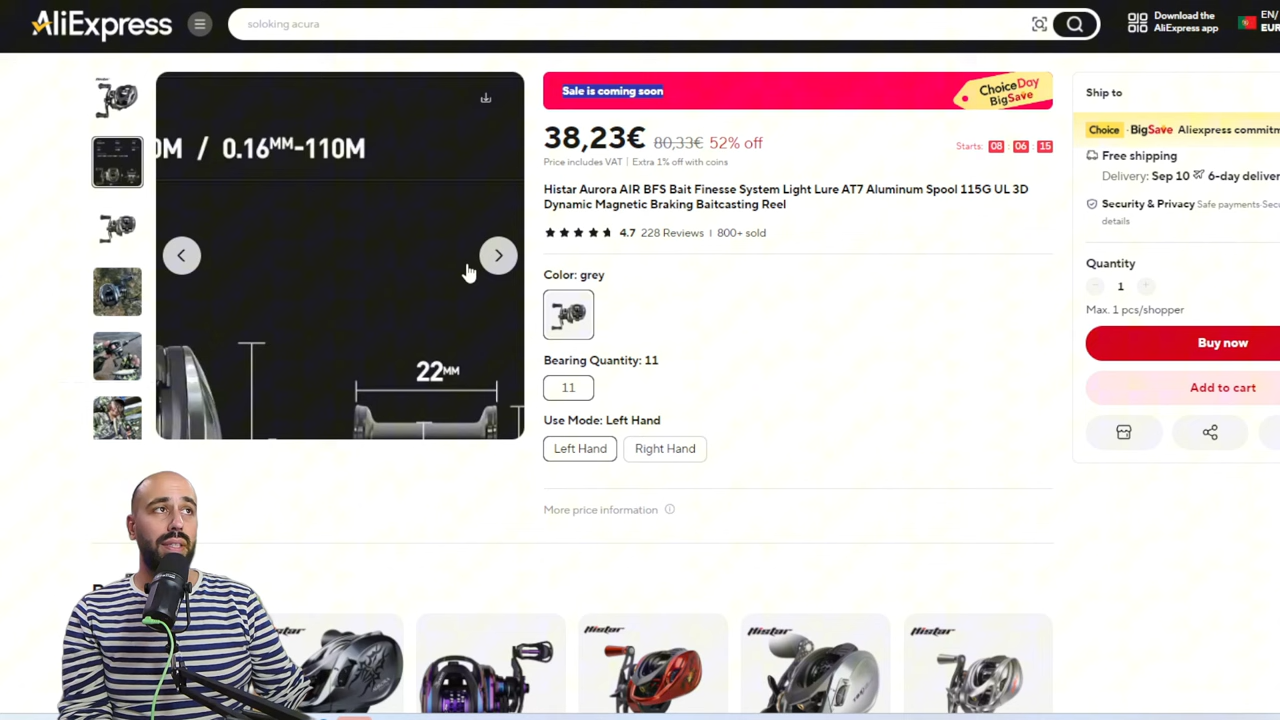 AliExpress
soloking acura
Download the
AliExpress app
EN/
EUR
Histar
0M / 0.16MM-110M
22MM
Sale is coming soon
ChoiceDay
BigSave
38,23€ 80,33€ 52% off
Starts: 08 : 06 : 15
Price includes VAT | Extra 1% off with coins
Histar Aurora AIR BFS Bait Finesse System Light Lure AT7 Aluminum Spool 115G UL 3D
Dynamic Magnetic Braking Baitcasting Reel
4.7 228 Reviews | 800+ sold
Color: grey
Bearing Quantity: 11
11
Use Mode: Left Hand
Left Hand
Right Hand
More price information
Ship to
Choice · BigSave Aliexpress commitm
Free shipping
Delivery: Sep 10 6-day deliver
Security & Privacy Safe payments·Sec
details
Quantity
1
Max. 1 pcs/shopper
Buy now
Add to cart
Histar
Histar
Histar